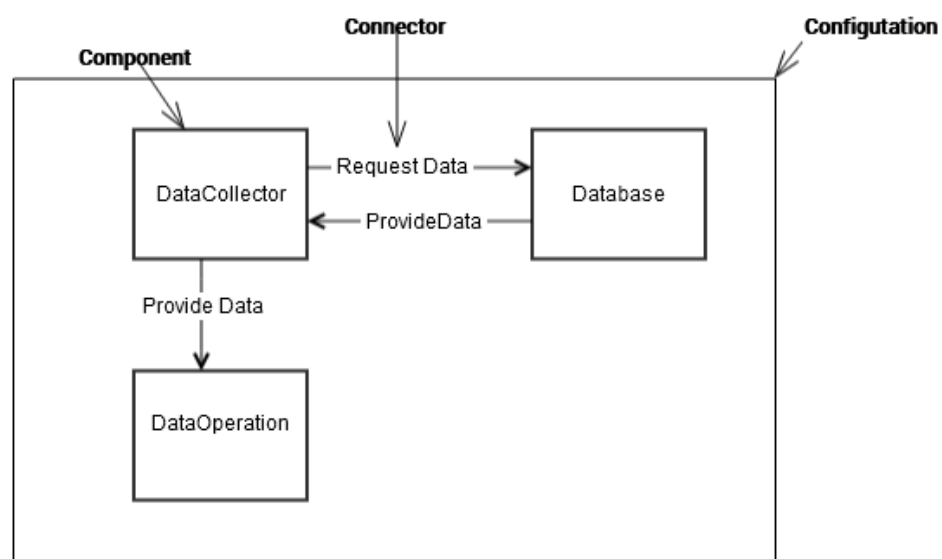 Connector
Configutation
Component
Request Data
DataCollector
Database
ProvideData
Provide Data
DataOperation